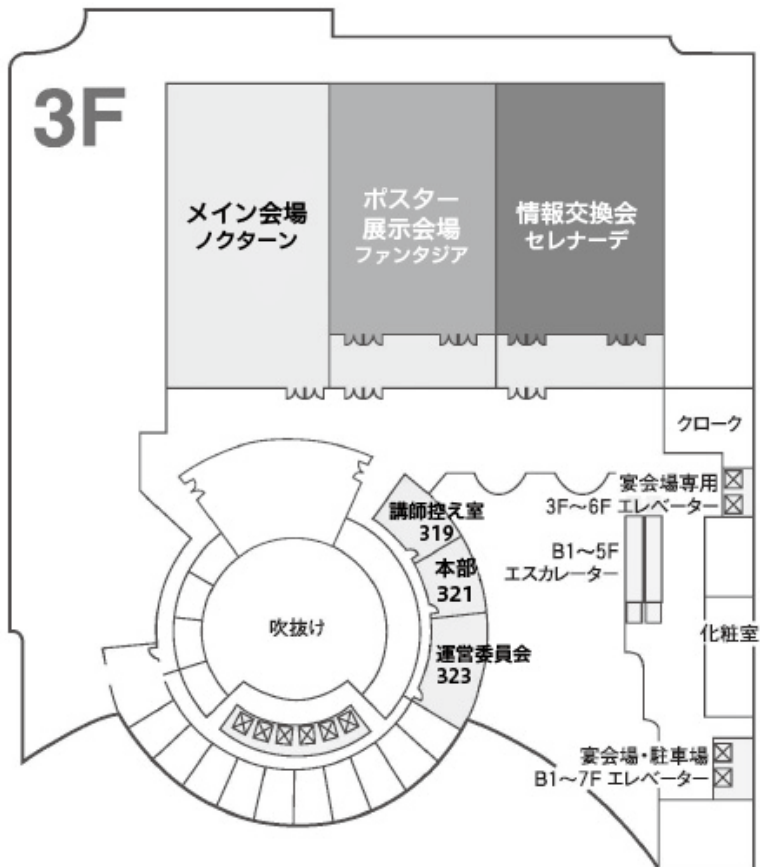 3F
メイン会場
ノクターン
ポスター
展示会場
ファンタジア
情報交換会
セレナーデ
クローク
宴会場専用
3F～6F エレベーター
講師控え室
319
B1～5F
エスカレーター
本部
321
吹抜け
化粧室
運営委員会
323
宴会場・駐車場
B1～7F エレベーター